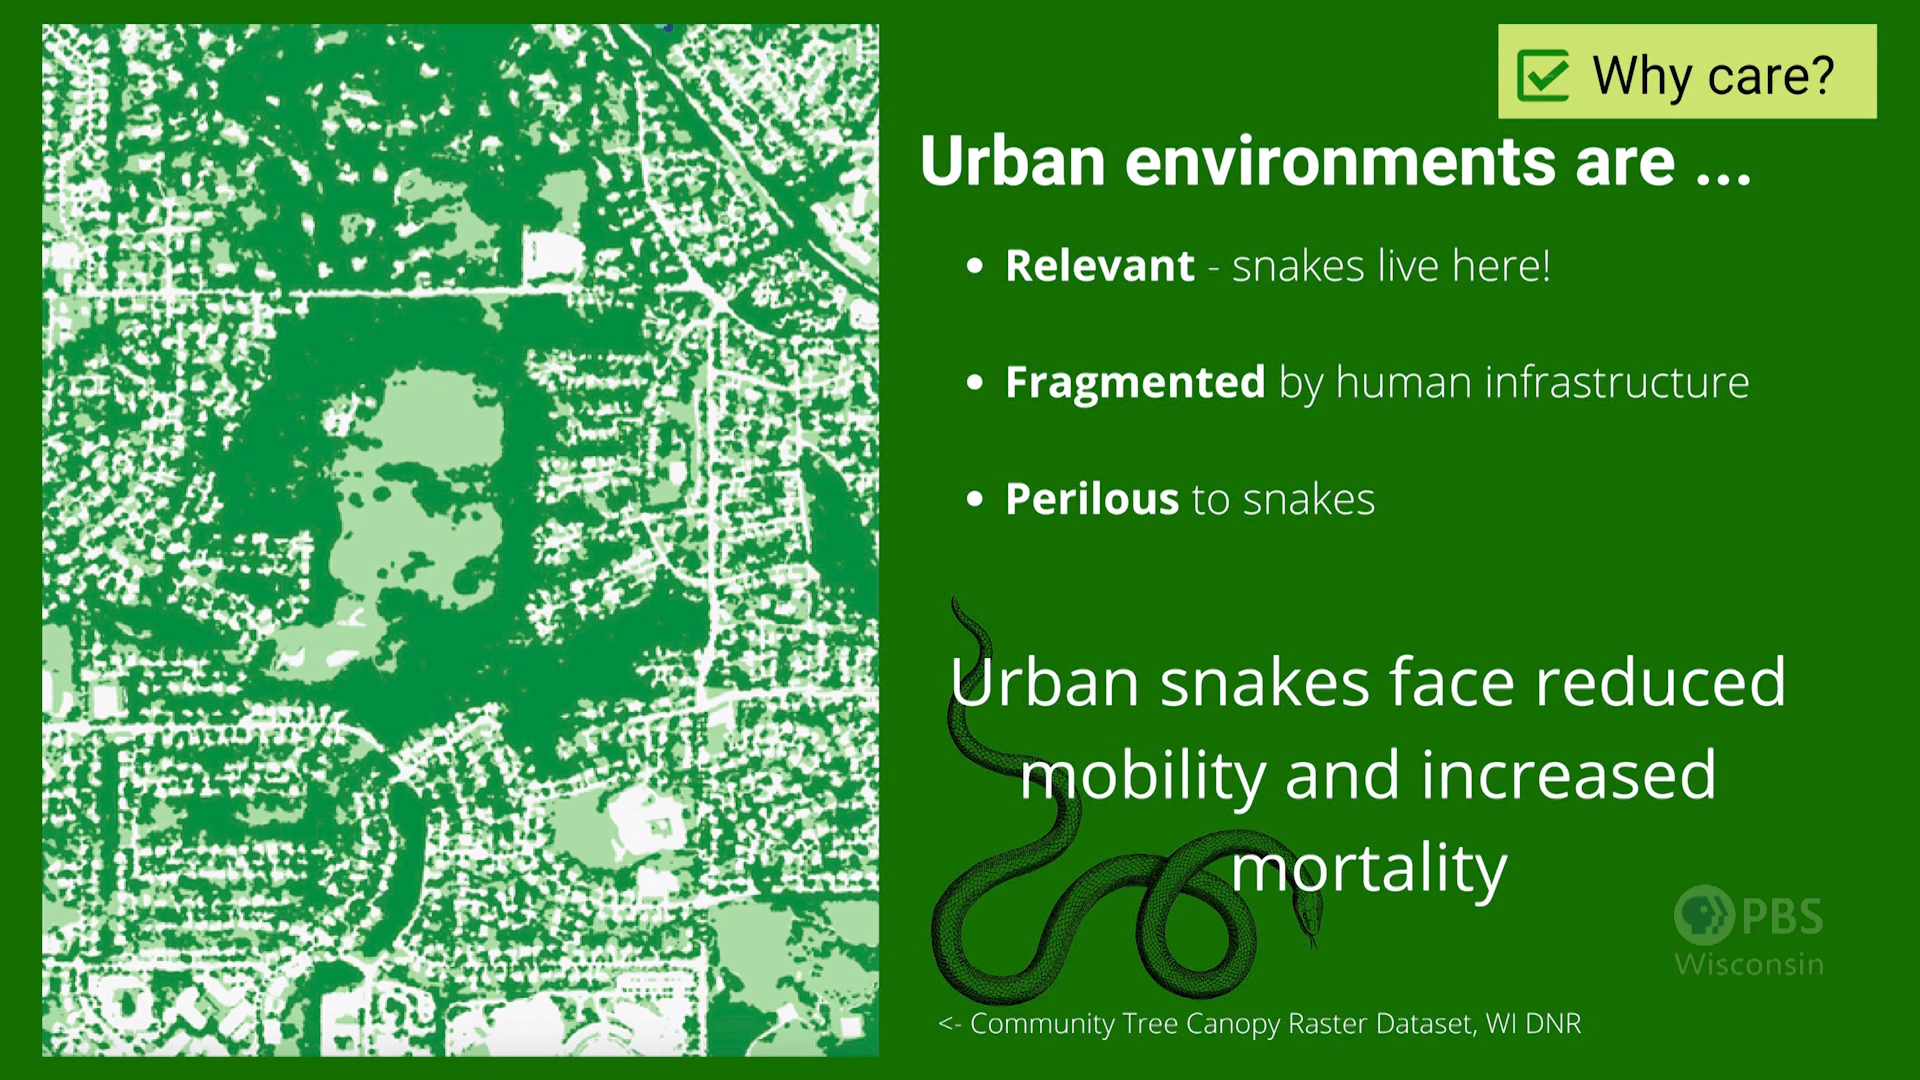 Why care?
Urban environments are ...
• Relevant - snakes live here!
• Fragmented by human infrastructure
• Perilous to snakes
Urban snakes face reduced
mobility and increased
mortality
PBS
Wisconsin
<- Community Tree Canopy Raster Dataset, WI DNR